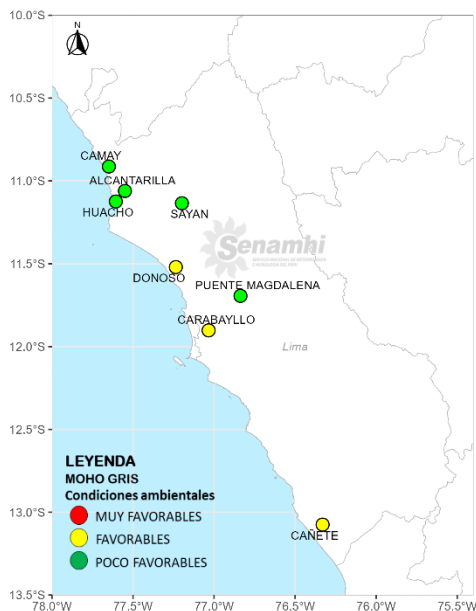 10.0°S
N
10.5°S
CAMAY
11.0°S
ALCANTARILLA
HUACHO
SAYAN
Senamhi
11.5°S
DONOSO
PUENTE MAGDALENA
CARABAYLLO
12.0°S
Lima
12.5°S
LEYENDA
MOHO GRIS
Condiciones ambientales
13.0°S
MUY FAVORABLES
FAVORABLES
CAÑETE
POCO FAVORABLES
13.5°S
78.0°W 77.5°W 77.0°W 76.5°W 76.0°W 75.5°W